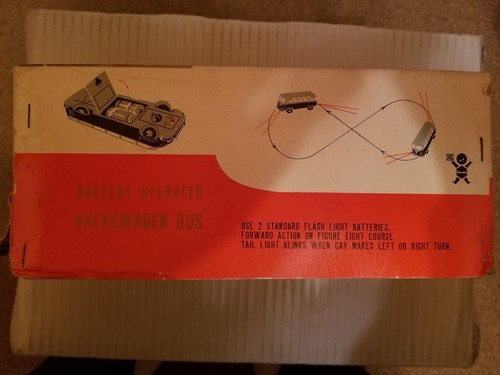 BATTERY OPERATED
VOLKSWAGEN BUS
USE 2 STANDARD FLASH LIGHT BATTERIES.
FORWARD ACTION ON FIGURE EIGHT COURSE.
TAIL LIGHT BLINKS WHEN CAR MAKES LEFT OR RIGHT TURN.